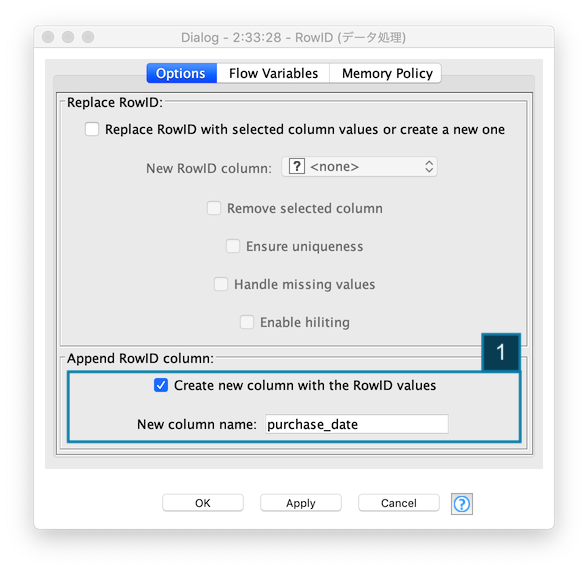 Dialog - 2:33:28 - RowID (データ処理)
Options Flow Variables Memory Policy
Replace RowID:
Replace RowID with selected column values or create a new one
New RowID column: ? <none>
Remove selected column
Ensure uniqueness
Handle missing values
Enable hiliting
1
Append RowID column:
Create new column with the RowID values
New column name: purchase_date
OK Apply Cancel ?